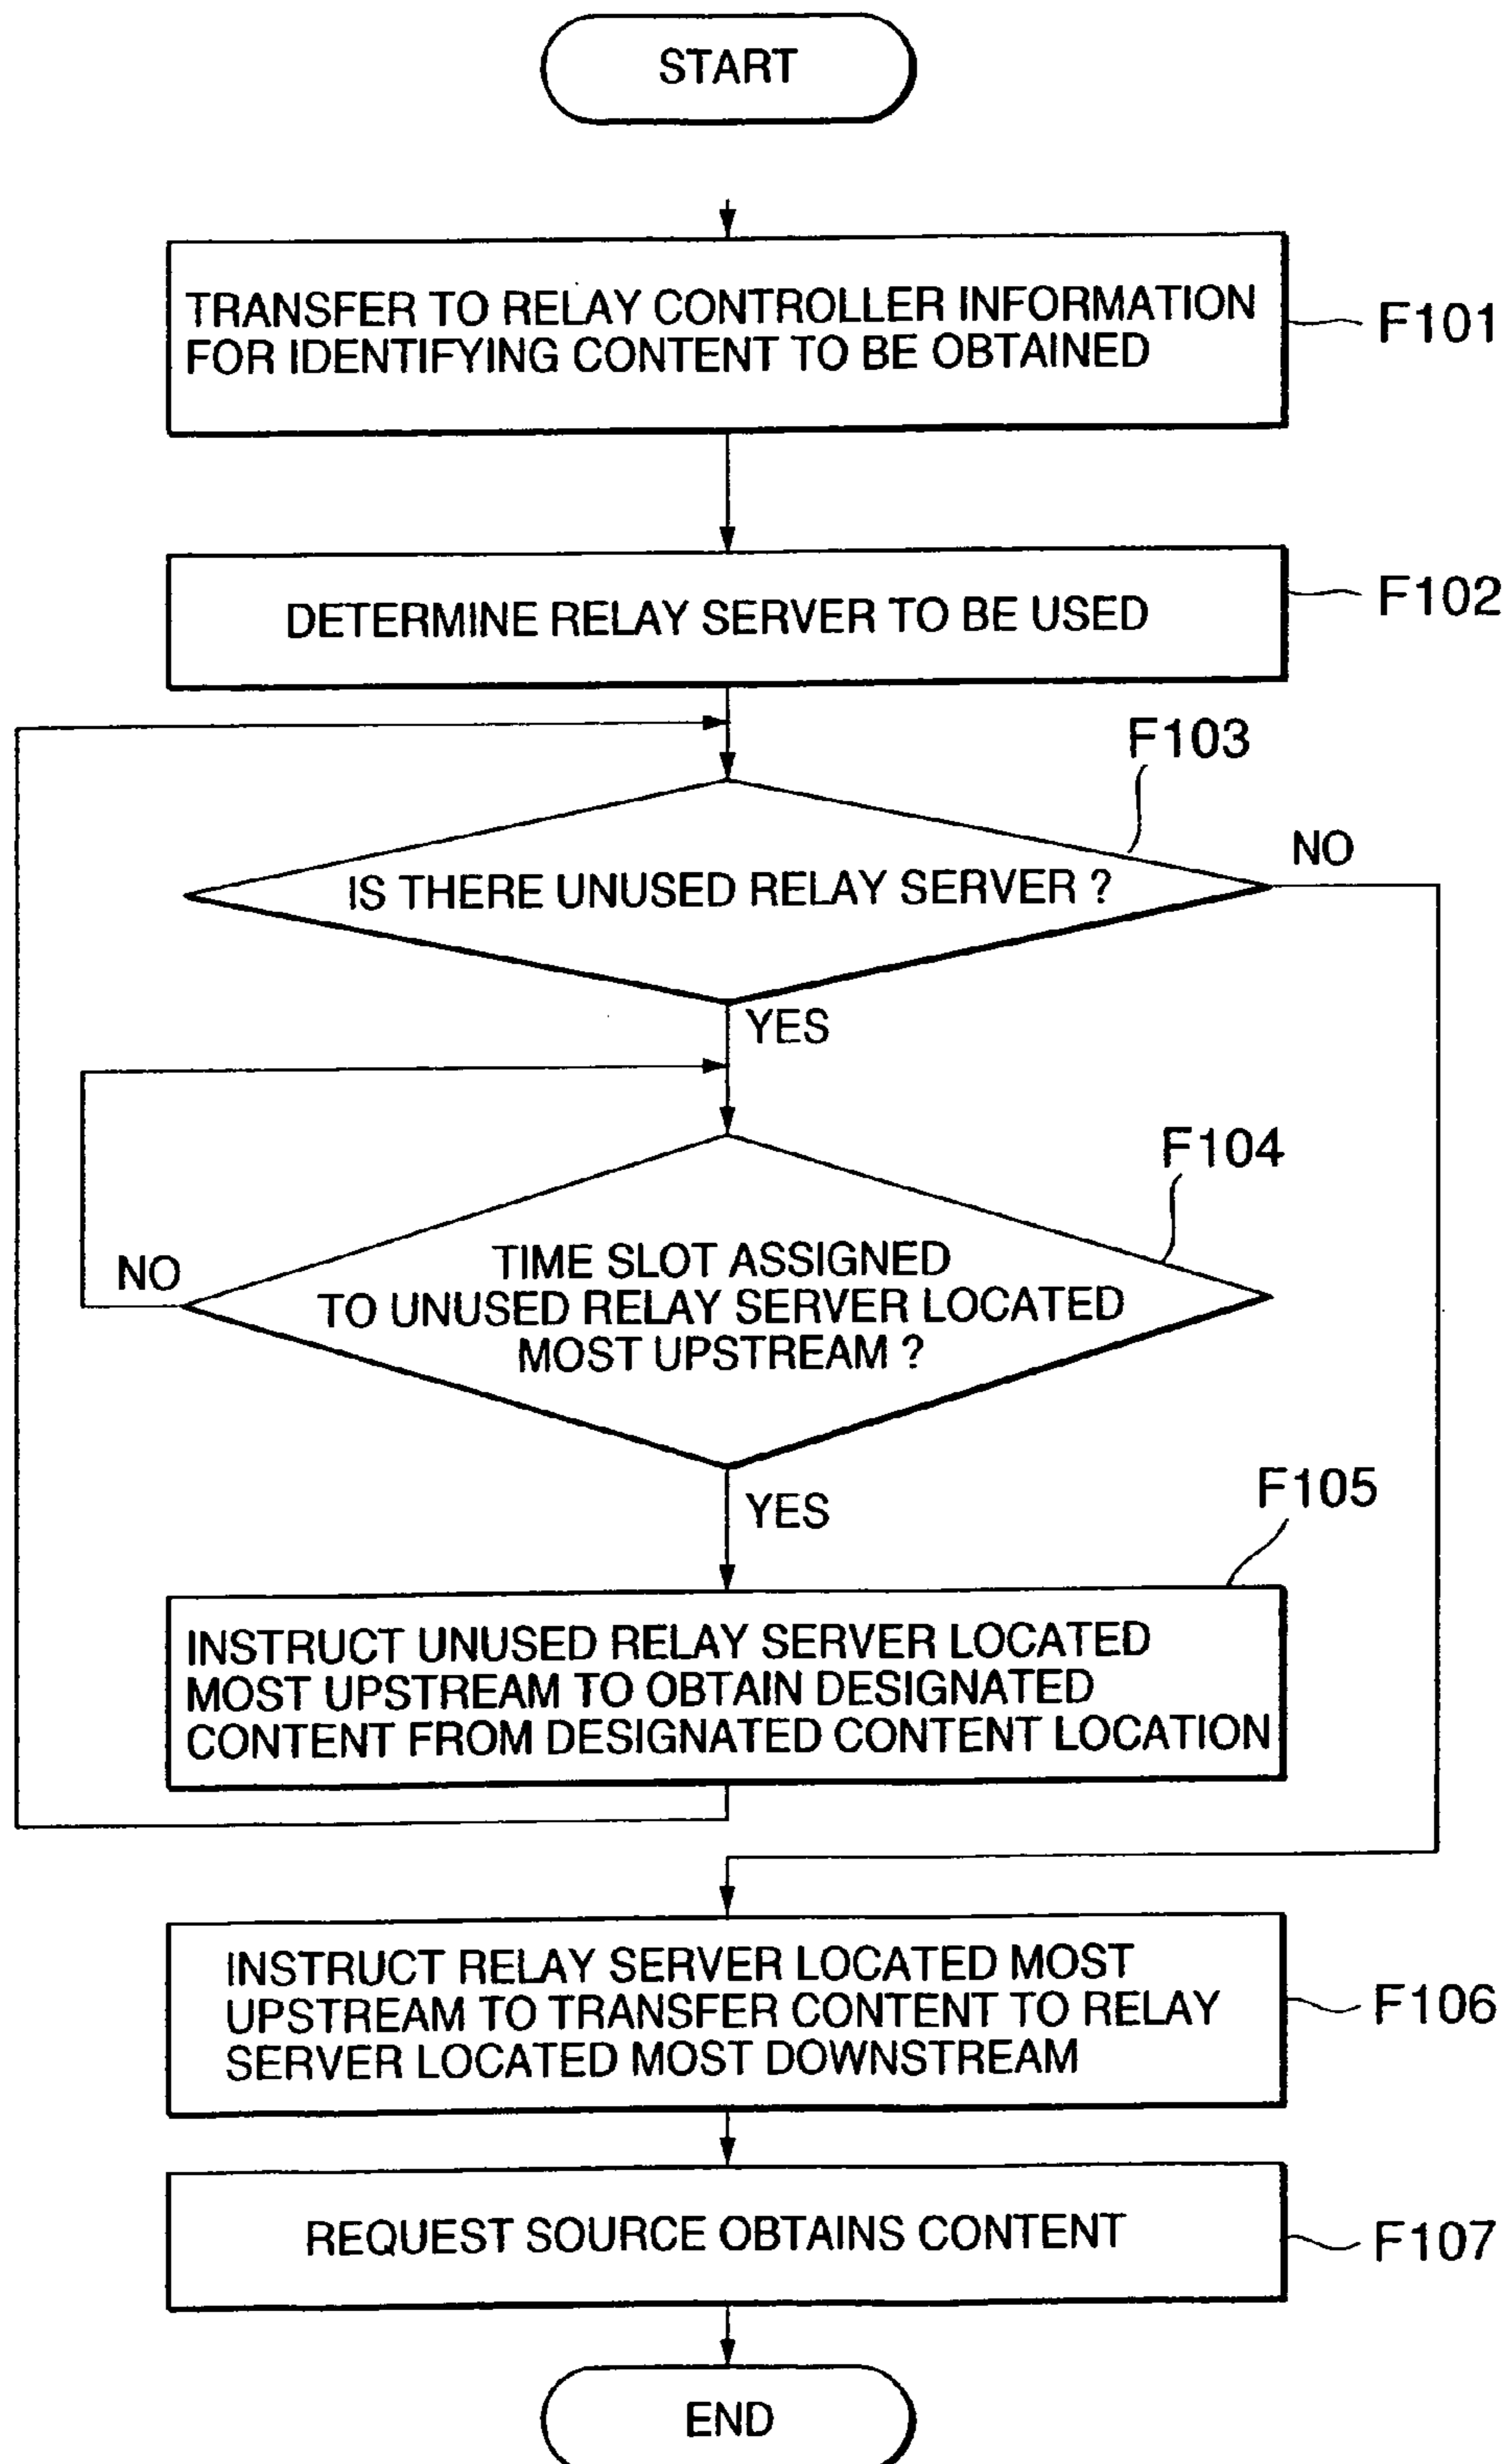 START
TRANSFER TO RELAY CONTROLLER INFORMATION
FOR IDENTIFYING CONTENT TO BE OBTAINED
F101
DETERMINE RELAY SERVER TO BE USED
F102
F103
IS THERE UNUSED RELAY SERVER ?
NO
YES
F104
TIME SLOT ASSIGNED
TO UNUSED RELAY SERVER LOCATED
MOST UPSTREAM ?
NO
YES
F105
INSTRUCT UNUSED RELAY SERVER LOCATED
MOST UPSTREAM TO OBTAIN DESIGNATED
CONTENT FROM DESIGNATED CONTENT LOCATION
INSTRUCT RELAY SERVER LOCATED MOST
UPSTREAM TO TRANSFER CONTENT TO RELAY
SERVER LOCATED MOST DOWNSTREAM
F106
REQUEST SOURCE OBTAINS CONTENT
F107
END